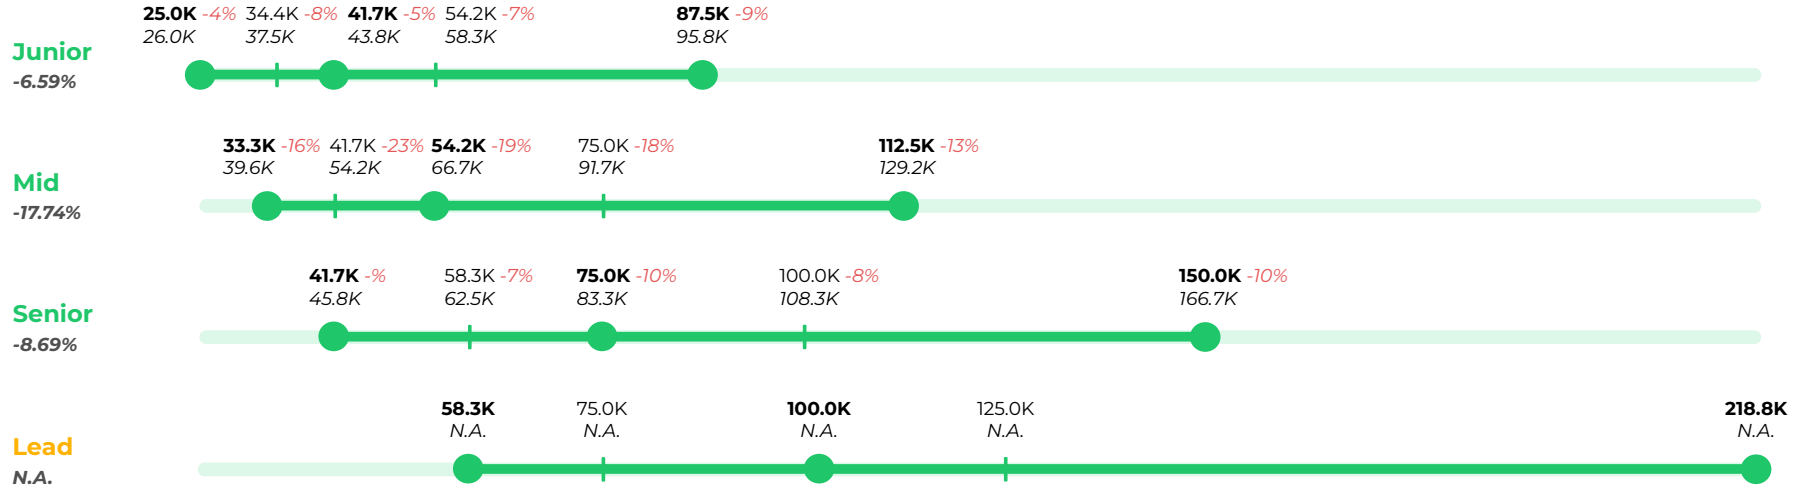 25.0K -4% 34.4K -8% 41.7K -5% 54.2K -7% 87.5K -9%
26.0K 37.5K 43.8K 58.3K 95.8K
Junior
-6.59%
33.3K -16% 41.7K -23% 54.2K -19% 75.0K -18% 112.5K -13%
39.6K 54.2K 66.7K 91.7K 129.2K
Mid
-17.74%
41.7K -% 58.3K -7% 75.0K -10% 100.0K -8% 150.0K -10%
45.8K 62.5K 83.3K 108.3K 166.7K
Senior
-8.69%
58.3K 75.0K 100.0K 125.0K 218.8K
N.A. N.A. N.A. N.A. N.A.
Lead
N.A.